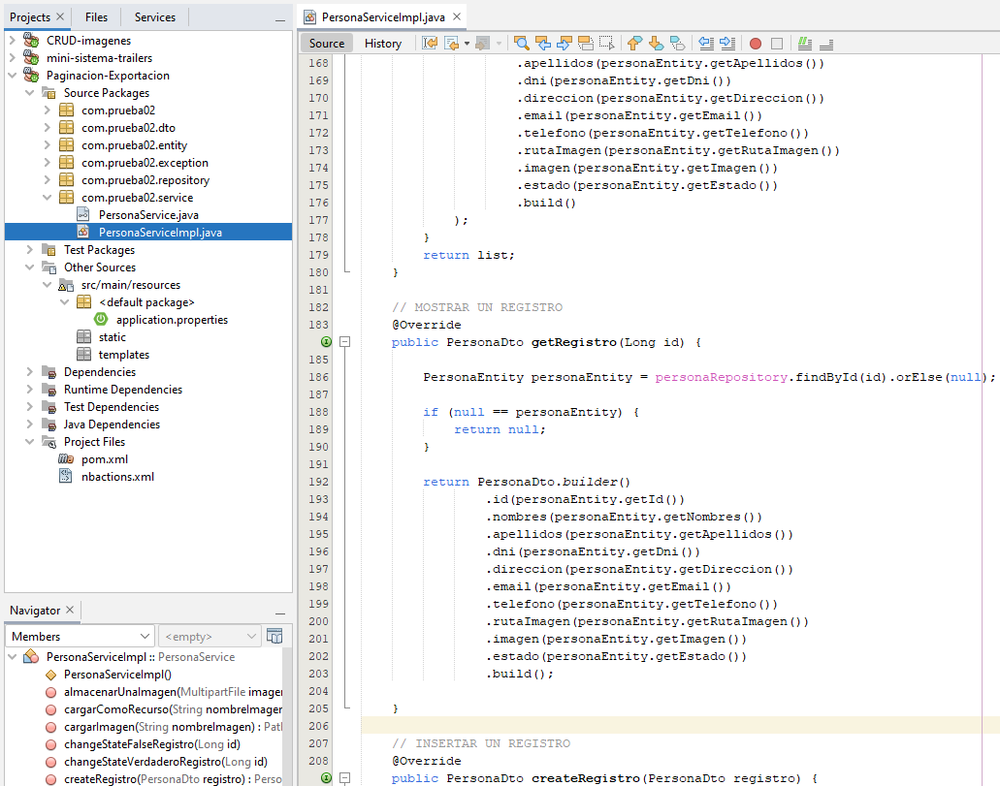 Projects
Files
Services
CRUD-imagenes
mini-sistema-trailers
Paginacion-Exportacion
Source Packages
com.prueba02
com.prueba02.dto
com.prueba02.entity
com.prueba02.exception
com.prueba02.repository
com.prueba02.service
PersonaService.java
PersonaServiceImpl.java
Test Packages
Other Sources
src/main/resources
<default package>
application.properties
static
templates
Dependencies
Runtime Dependencies
Test Dependencies
Java Dependencies
Project Files
pom.xml
nbactions.xml
Navigator
Members
<empty>
PersonaServiceImpl :: PersonaService
PersonaServiceImpl()
almacenarUnaImagen(MultipartFile imagen
cargarComoRecurso(String nombreImagen
cargarImagen(String nombreImagen) : Path
changeStateFalseRegistro(Long id)
changeStateVerdaderoRegistro(Long id)
createRegistro(PersonaDto registro) : Perso
PersonaServiceImpl.java
Source
History
168 .apellidos(personaEntity.getApellidos())
169 .dni(personaEntity.getDni())
170 .direccion(personaEntity.getDireccion())
171 .email(personaEntity.getEmail())
172 .telefono(personaEntity.getTelefono())
173 .rutaImagen(personaEntity.getRutaImagen())
174 .imagen(personaEntity.getImagen())
175 .estado(personaEntity.getEstado())
176 .build()
177 );
178 }
179 return list;
180 }
181
182 // MOSTRAR UN REGISTRO
183 @Override
public PersonaDto getRegistro(Long id) {
185
186 PersonaEntity personaEntity = personaRepository.findById(id).orElse(null);
187
188 if (null == personaEntity) {
189 return null;
190 }
191
192 return PersonaDto.builder()
193 .id(personaEntity.getId())
194 .nombres(personaEntity.getNombres())
195 .apellidos(personaEntity.getApellidos())
196 .dni(personaEntity.getDni())
197 .direccion(personaEntity.getDireccion())
198 .email(personaEntity.getEmail())
199 .telefono(personaEntity.getTelefono())
200 .rutaImagen(personaEntity.getRutaImagen())
201 .imagen(personaEntity.getImagen())
202 .estado(personaEntity.getEstado())
203 .build();
204
205 }
206
207 // INSERTAR UN REGISTRO
208 @Override
public PersonaDto createRegistro(PersonaDto registro) {